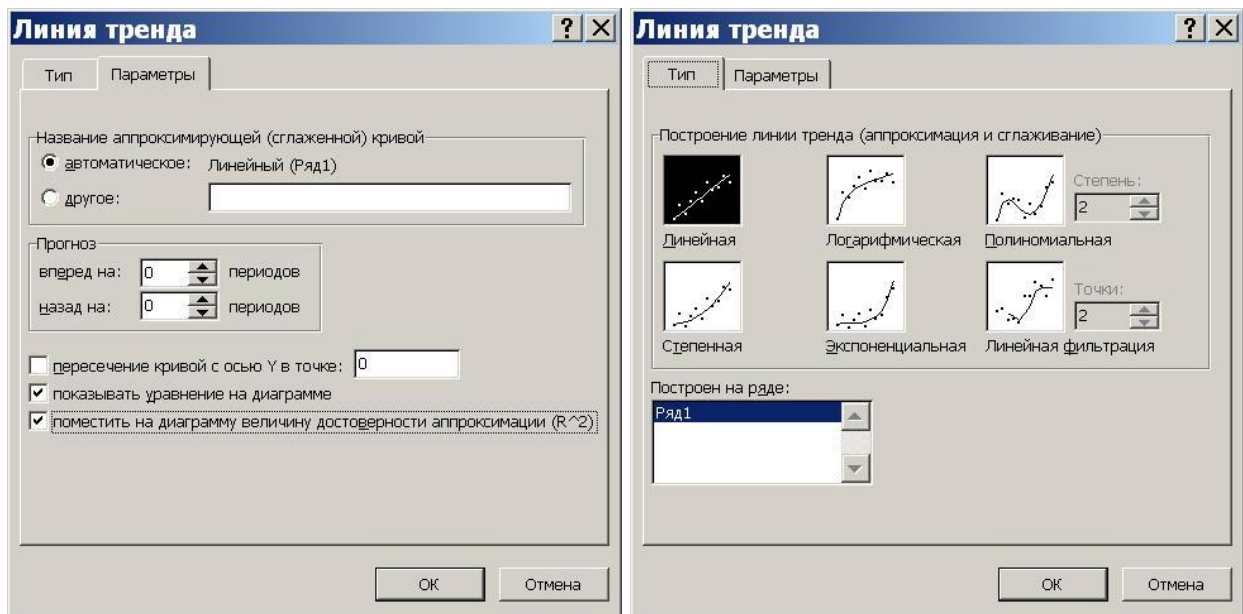 Линия тренда
Тип Параметры
Название аппроксимирующей (сглаженной) кривой
автоматическое: Линейный (Ряд1)
другое:
Прогноз
вперед на: 0 периодов
назад на: 0 периодов
пересечение кривой с осью Y в точке: 0
показывать уравнение на диаграмме
поместить на диаграмму величину достоверности аппроксимации (R^2)
ОК Отмена
Линия тренда
Тип Параметры
Построение линии тренда (аппроксимация и сглаживание)
Линейная Логарифмическая Полиномиальная
Степень:
2
Степенная Экспоненциальная Линейная фильтрация
Точки:
2
Построен на ряде:
Ряд1
ОК Отмена